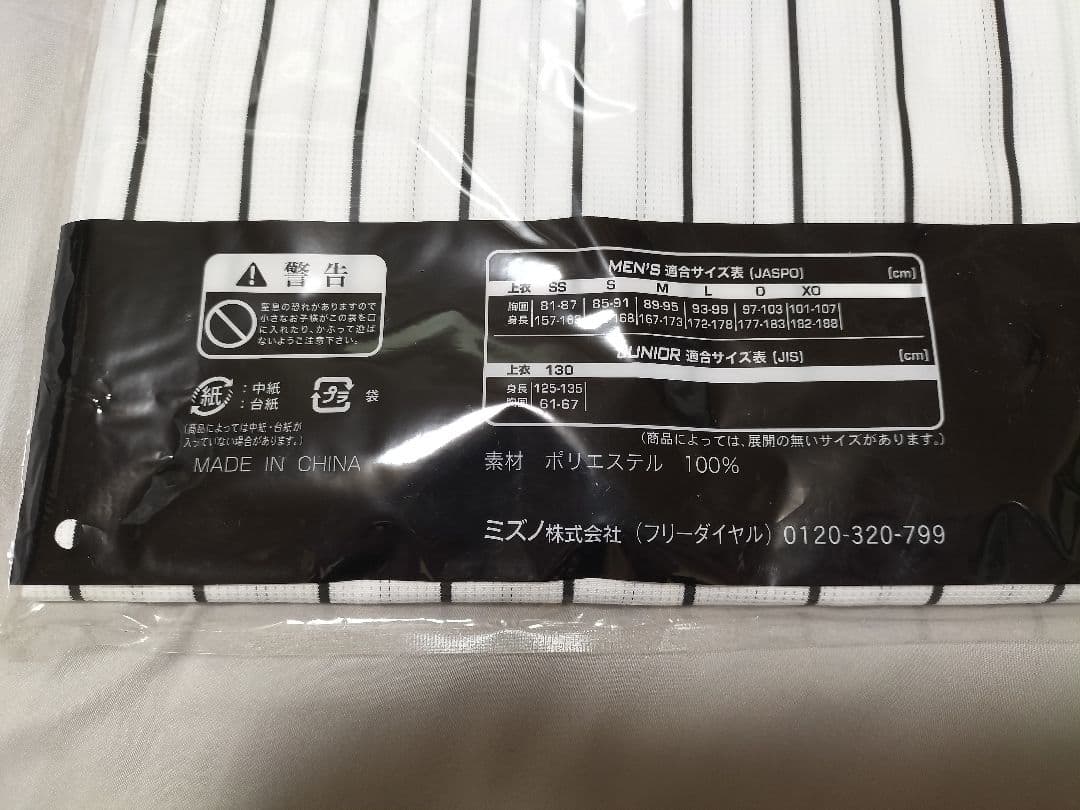 警告
窒息の恐れがありますので
小さなお子様がこの袋を口
に入れたり、かぶって遊ば
ないようご注意下さい。
紙 : 中紙
: 台紙
プラ 袋
(商品によっては中紙・台紙が
入っていない場合があります。)
MADE IN CHINA
MEN'S 適合サイズ表 (JASPO) (cm)
上衣 SS S M L O XO
胸囲 81-87 85-91 89-95 93-99 97-103 101-107
身長 157-163 167-173 172-178 177-183 182-188
JUNIOR 適合サイズ表 (JIS) (cm)
上衣 130
身長 125-135
胸囲 61-67
(商品によっては、展開の無いサイズがあります。)
素材 ポリエステル 100%
ミズノ株式会社 (フリーダイヤル) 0120-320-799